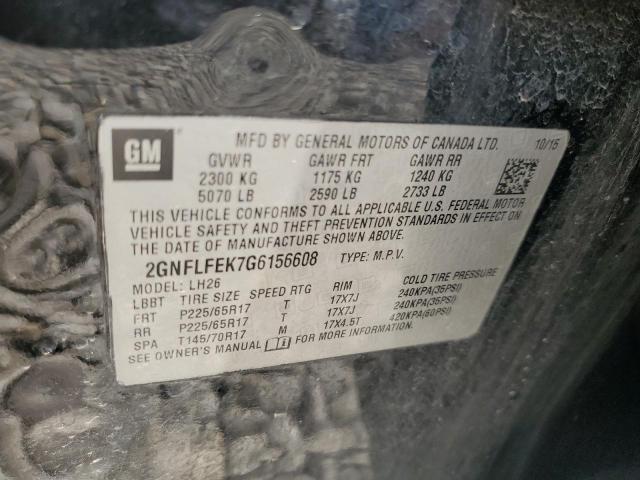 GM
MFD BY GENERAL MOTORS OF CANADA LTD. 10/15
GVWR GAWR FRT GAWR RR
2300 KG 1175 KG 1240 KG
5070 LB 2590 LB 2733 LB
THIS VEHICLE CONFORMS TO ALL APPLICABLE U.S. FEDERAL MOTOR
VEHICLE SAFETY AND THEFT PREVENTION STANDARDS IN EFFECT ON
THE DATE OF MANUFACTURE SHOWN ABOVE.
2GNFLFEK7G6156608 TYPE: M.P.V.
MODEL: LH26
LBBT TIRE SIZE SPEED RTG RIM COLD TIRE PRESSURE
FRT P225/65R17 T 17X7J 240KPA(35PSI)
RR P225/65R17 T 17X7J 240KPA(35PSI)
SPA T145/70R17 M 17X4.5T 420KPA(60PSI)
SEE OWNER'S MANUAL FOR MORE INFORMATION.